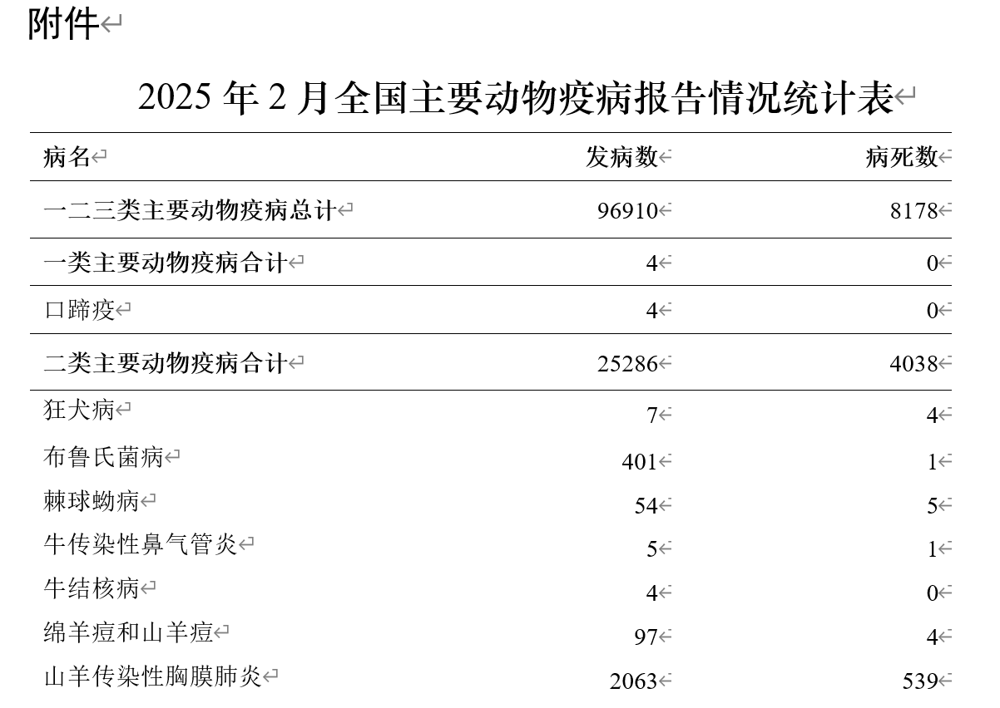 附件
2025 年 2 月全国主要动物疫病报告情况统计表
病名 发病数 病死数
一二三类主要动物疫病总计 96910 8178
一类主要动物疫病合计 4 0
口蹄疫 4 0
二类主要动物疫病合计 25286 4038
狂犬病 7 4
布鲁氏菌病 401 1
棘球蚴病 54 5
牛传染性鼻气管炎 5 1
牛结核病 4 0
绵羊痘和山羊痘 97 4
山羊传染性胸膜肺炎 2063 539